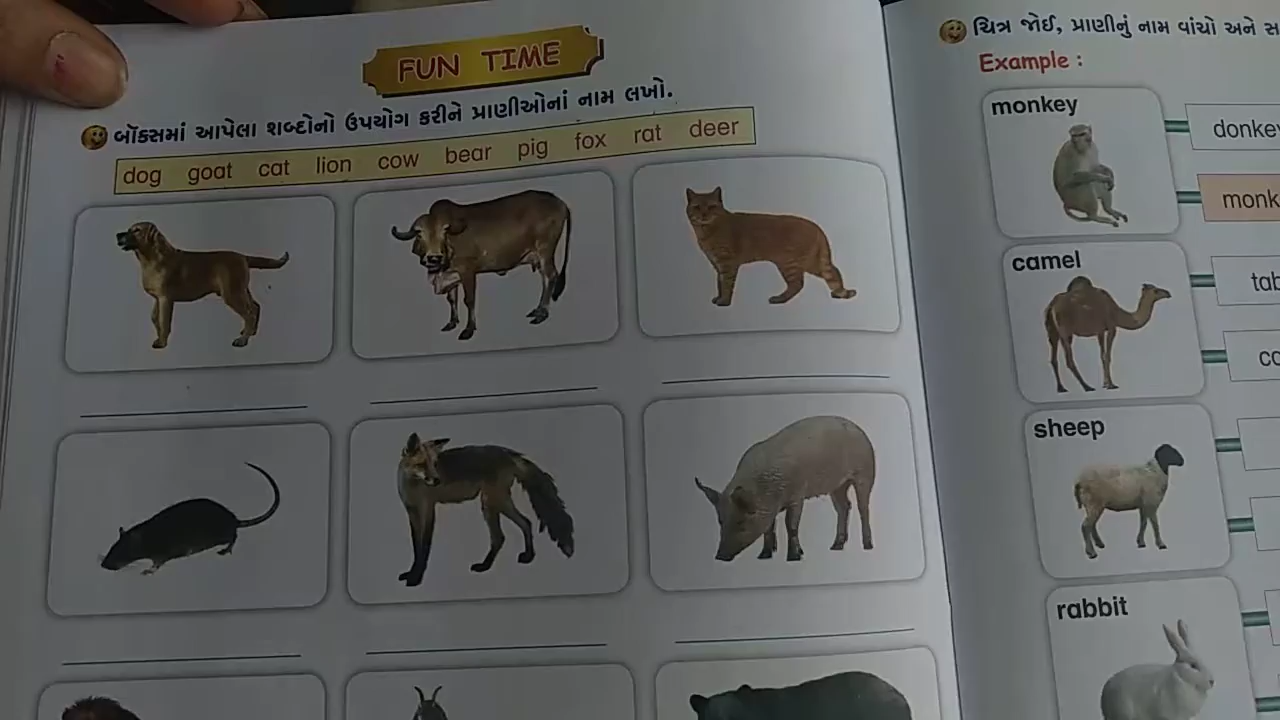 FUN TIME
બૉક્સમાં આપેલા શબ્દોનો ઉપયોગ કરીને પ્રાણીઓનાં નામ લખો.
dog goat cat lion cow bear pig fox rat deer
ચિત્ર જોઈ, પ્રાણીનું નામ વાંચો અને
Example :
monkey
camel
sheep
rabbit